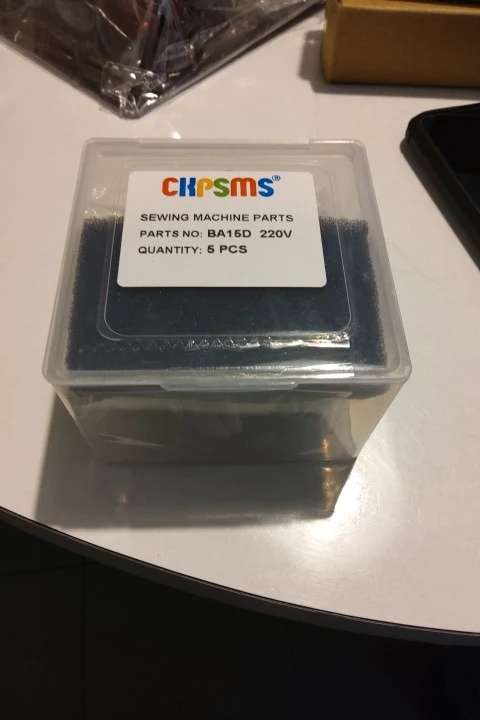 CKPSMS®
SEWING MACHINE PARTS
PARTS NO: BA15D 220V
QUANTITY: 5 PCS